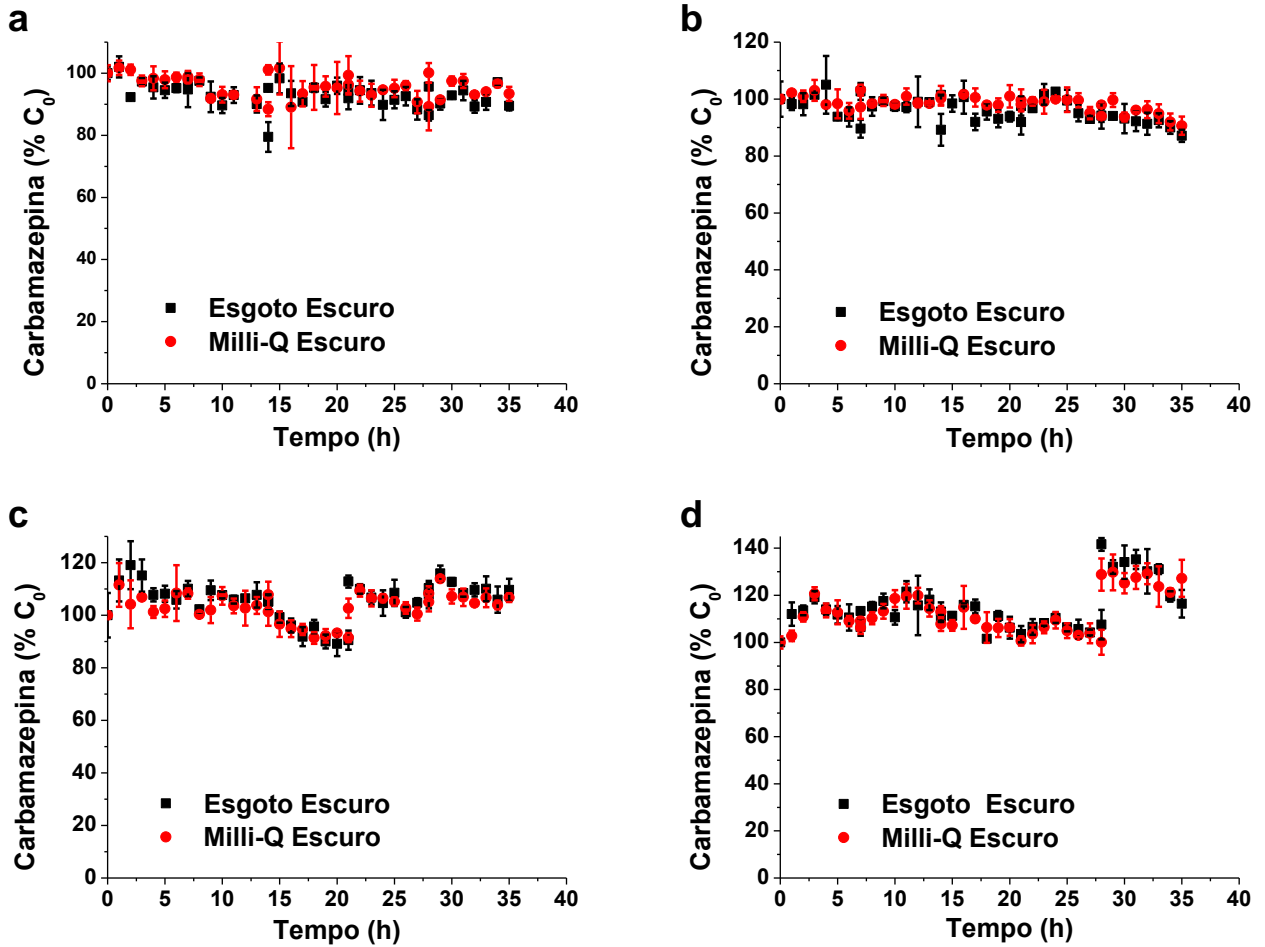 a
Carbamazepina (% C₀)
100
80
60
40
20
0
0 5 10 15 20 25 30 35 40
Tempo (h)
Esgoto Escuro
Milli-Q Escuro
b
Carbamazepina (% C₀)
120
100
80
60
40
20
0
0 5 10 15 20 25 30 35 40
Tempo (h)
Esgoto Escuro
Milli-Q Escuro
c
Carbamazepina (% C₀)
120
100
80
60
40
20
0
0 5 10 15 20 25 30 35 40
Tempo (h)
Esgoto Escuro
Milli-Q Escuro
d
Carbamazepina (% C₀)
140
120
100
80
60
40
20
0
0 5 10 15 20 25 30 35 40
Tempo (h)
Esgoto Escuro
Milli-Q Escuro